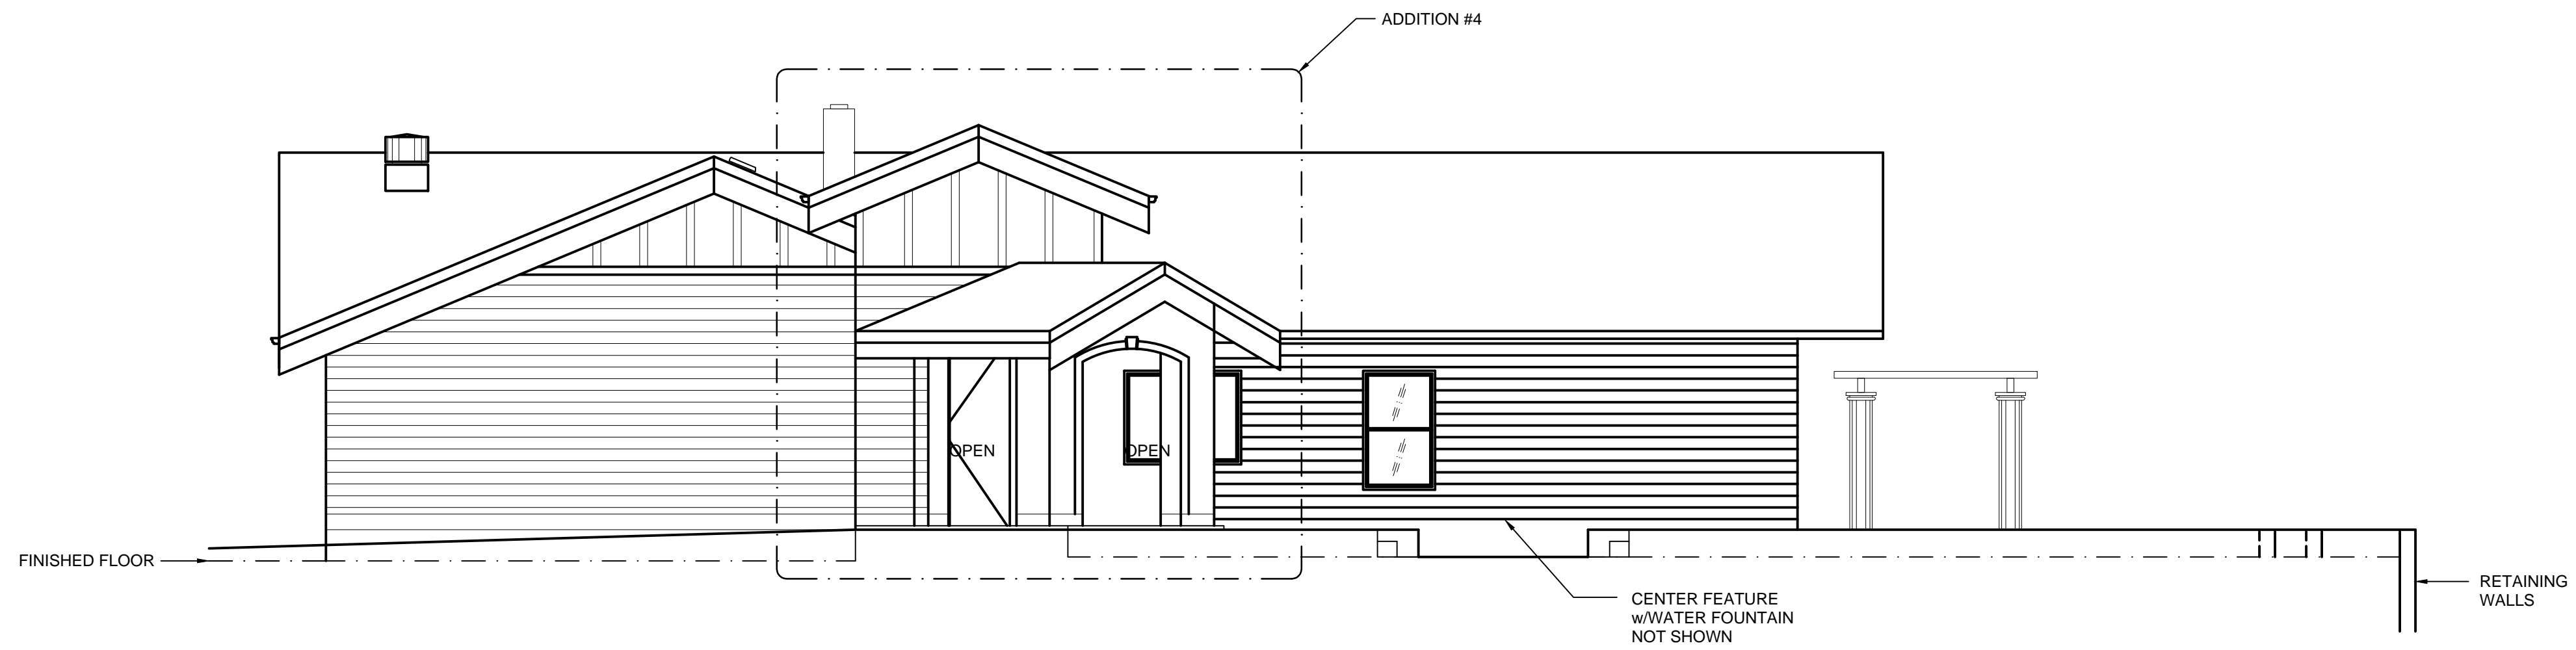 ADDITION #4
OPEN
OPEN
FINISHED FLOOR
CENTER FEATURE
w/WATER FOUNTAIN
NOT SHOWN
RETAINING
WALLS